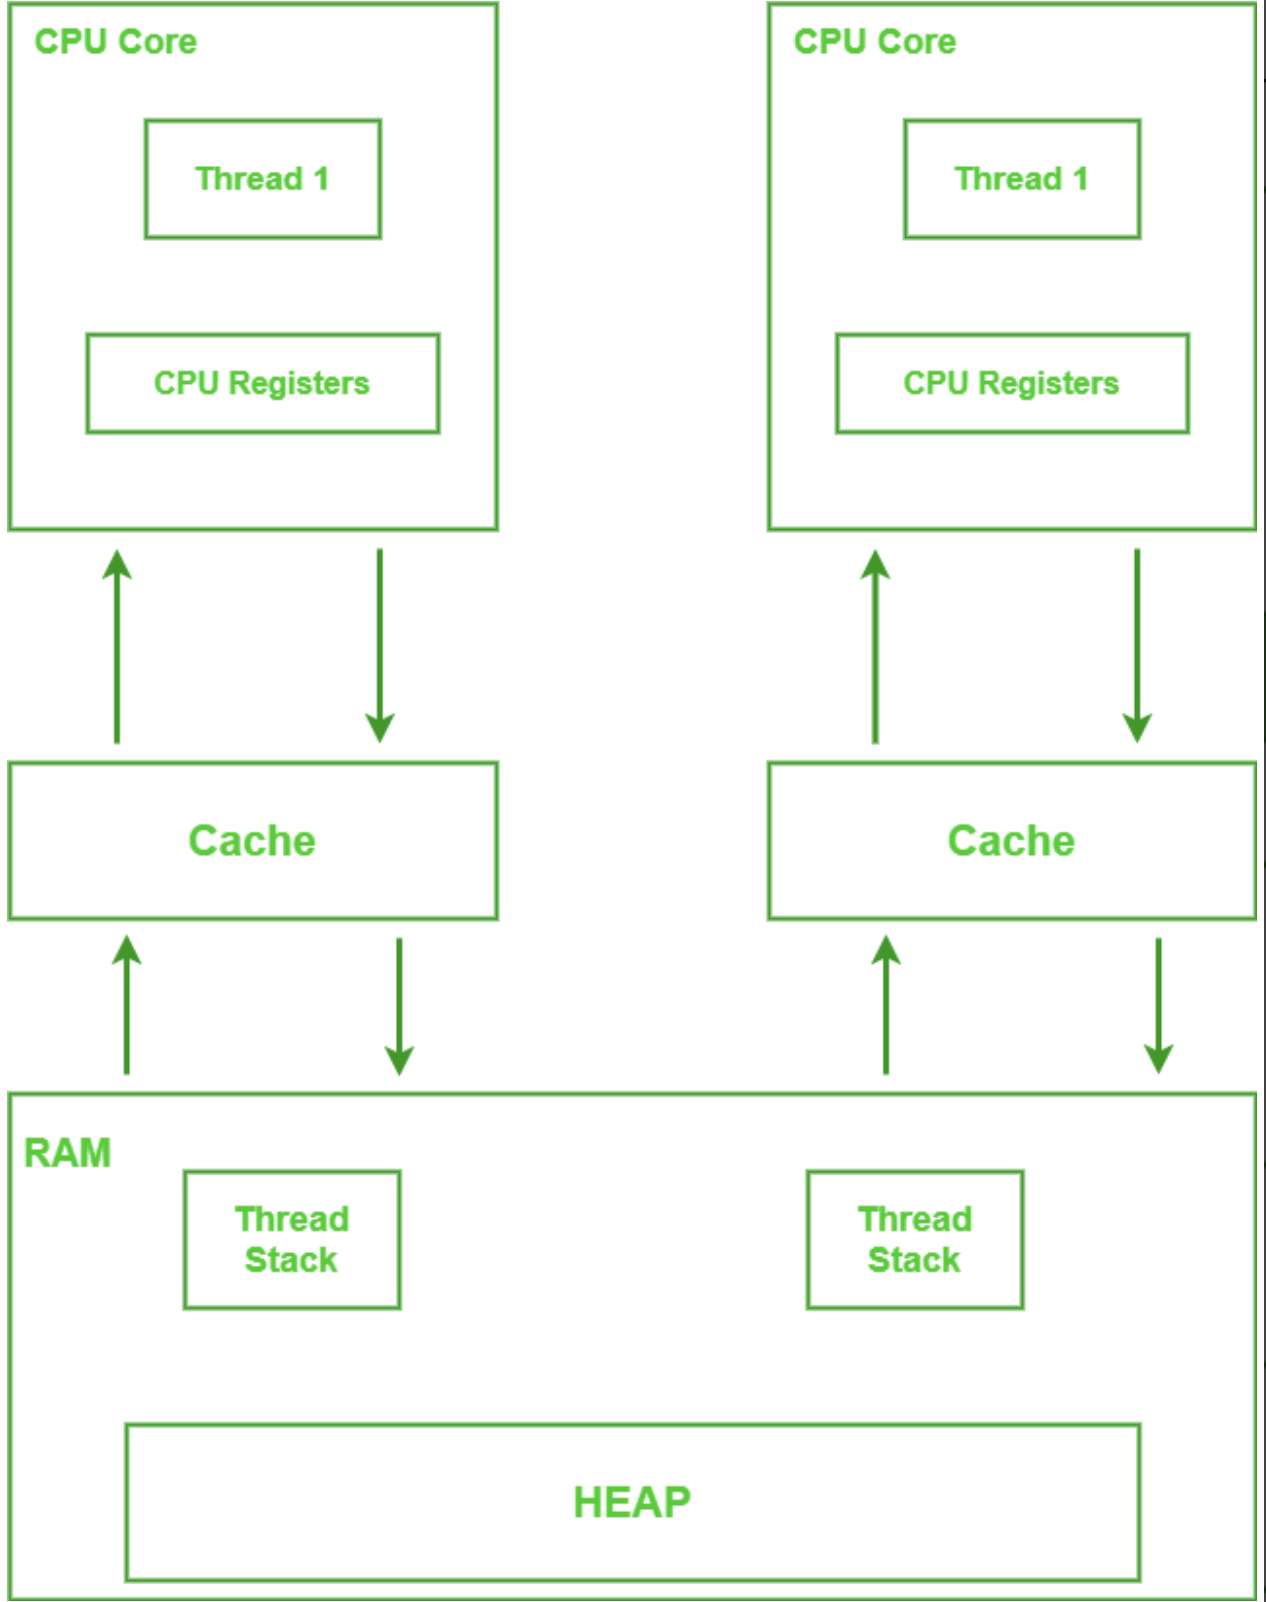 CPU Core
CPU Core
Thread 1
Thread 1
CPU Registers
CPU Registers
Cache
Cache
RAM
Thread
Stack
Thread
Stack
HEAP